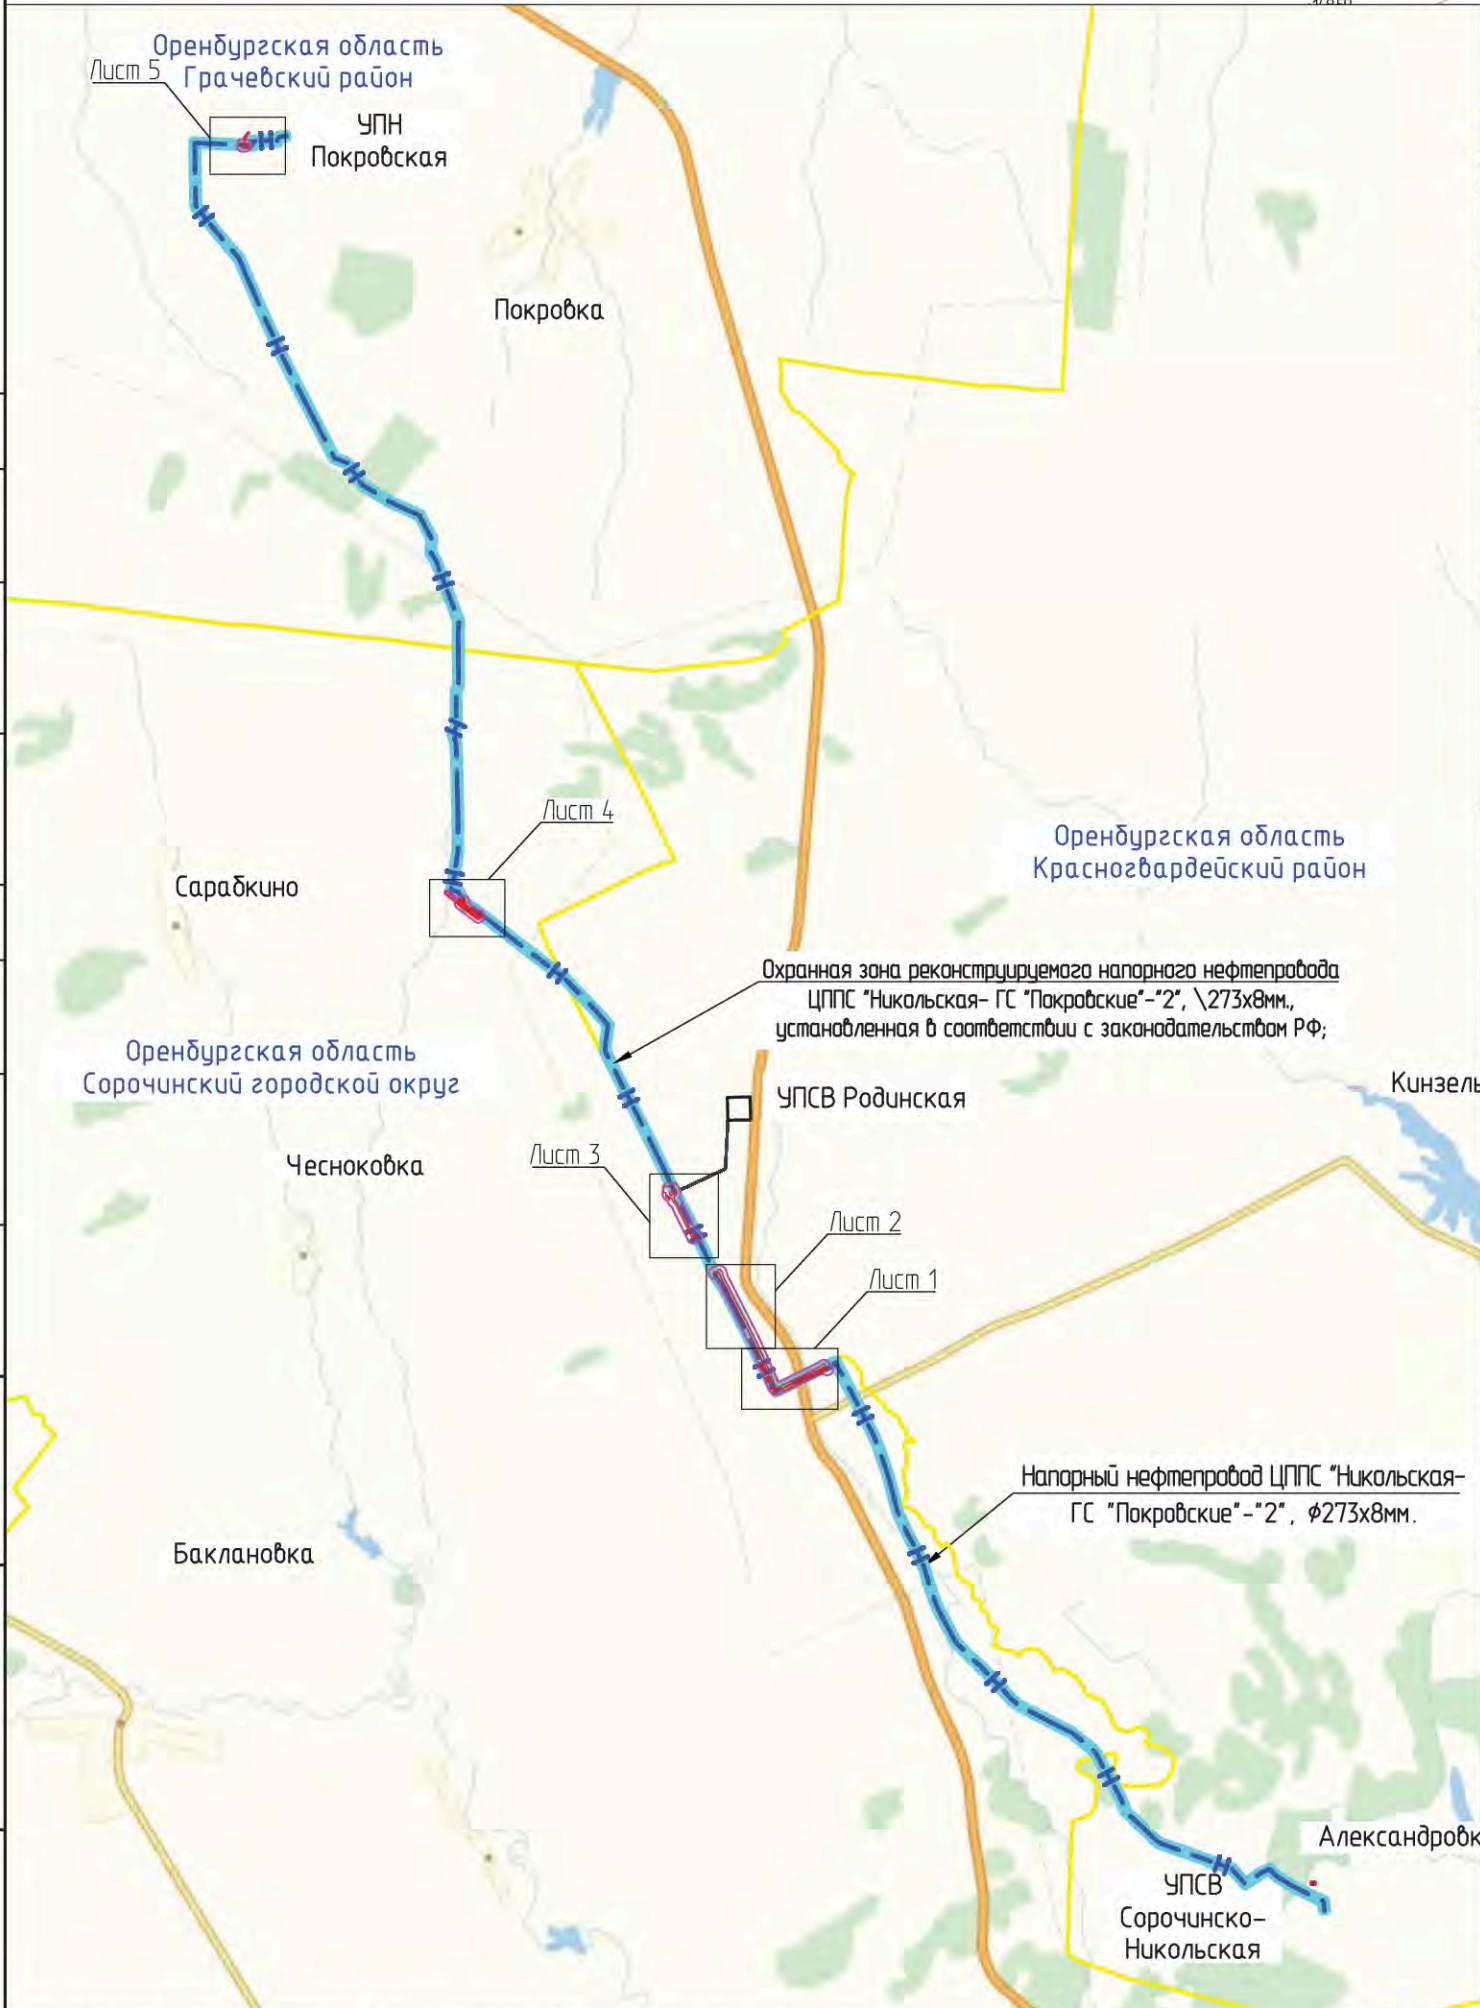 Оренбургская область
Грачевский район
Лист 5
УПН
Покровская
Покровка
Лист 4
Оренбургская область
Красногвардейский район
Сарабкино
Охранная зона реконструируемого напорного нефтепровода
ЦППС "Никольская- ГС "Покровские"-"2", \273х8мм.,
установленная в соответствии с законодательством РФ;
Оренбургская область
Сорочинский городской округ
Кинзель
УПСВ Родинская
Лист 3
Чесноковка
Лист 2
Лист 1
Напорный нефтепровод ЦППС "Никольская-
ГС "Покровские"-"2", ⌀273х8мм.
Баклановка
Александровк
УПСВ
Сорочинско-
Никольская